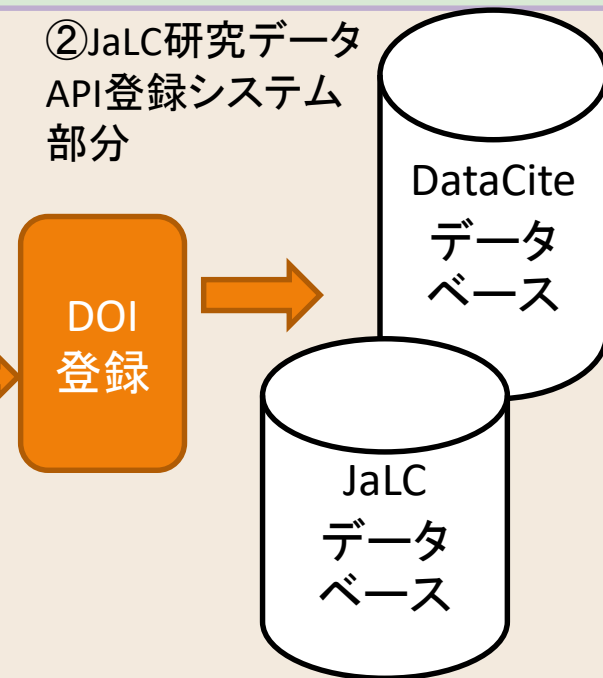 ②JaLC研究データ
API登録システム
部分
DOI
登録
DataCite
データ
ベース
JaLC
データ
ベース